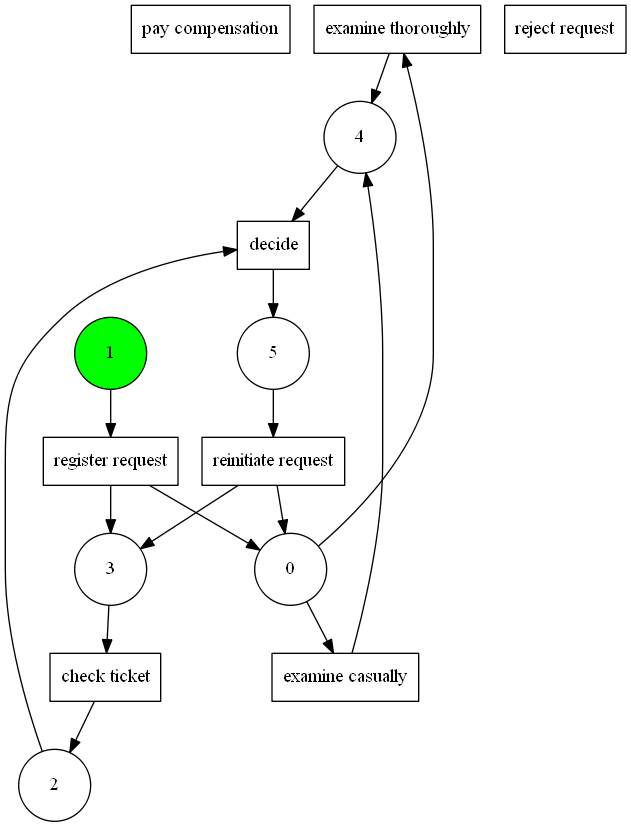 pay compensation
examine thoroughly
reject request
4
decide
1
5
register request
reinitiate request
3
0
check ticket
examine casually
2